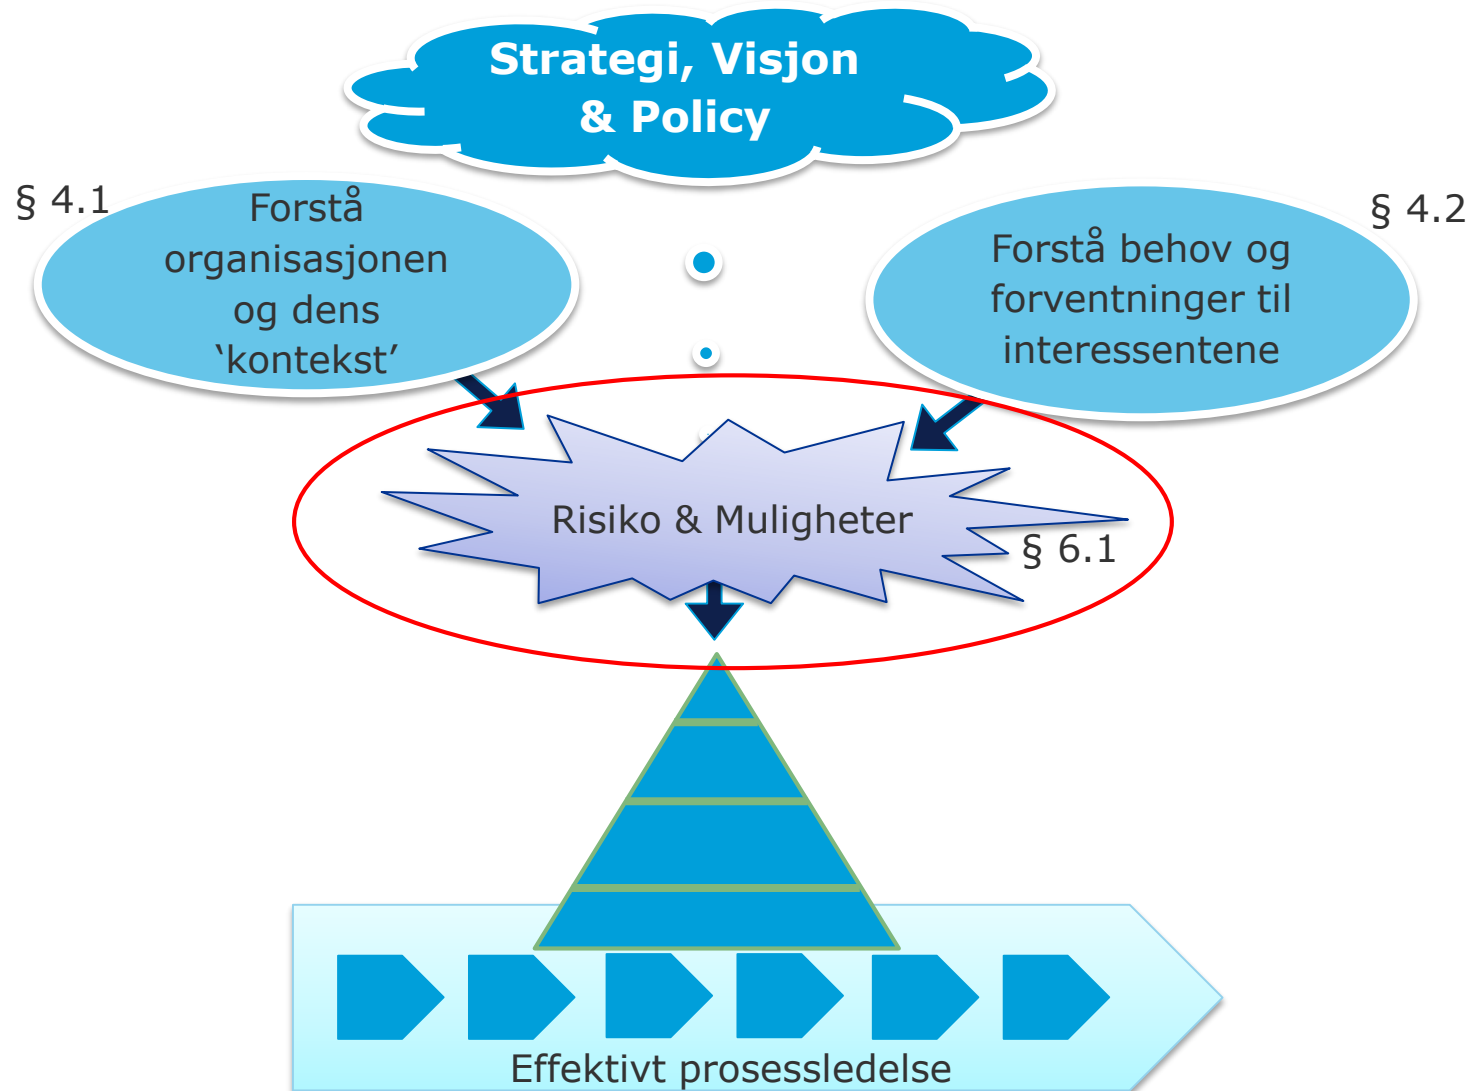 Strategi, Visjon
& Policy
§ 4.1
Forstå
organisasjonen
og dens
‘kontekst’
§ 4.2
Forstå behov og
forventninger til
interessentene
Risiko & Muligheter
§ 6.1
Effektivt prosessledelse